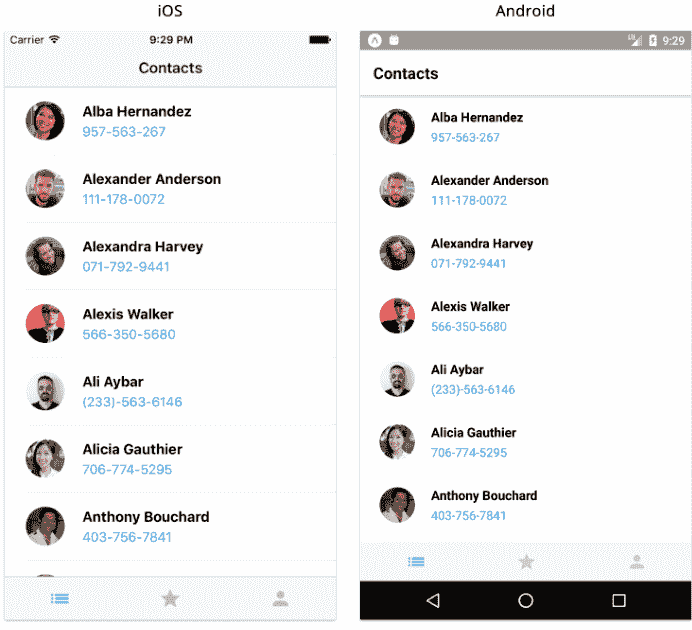 iOS
Carrier 9:29 PM
Contacts
Alba Hernandez
957-563-267
Alexander Anderson
111-178-0072
Alexandra Harvey
071-792-9441
Alexis Walker
566-350-5680
Ali Aybar
(233)-563-6146
Alicia Gauthier
706-774-5295
Anthony Bouchard
403-756-7841
Android
9:29
Contacts
Alba Hernandez
957-563-267
Alexander Anderson
111-178-0072
Alexandra Harvey
071-792-9441
Alexis Walker
566-350-5680
Ali Aybar
(233)-563-6146
Alicia Gauthier
706-774-5295
Anthony Bouchard
403-756-7841